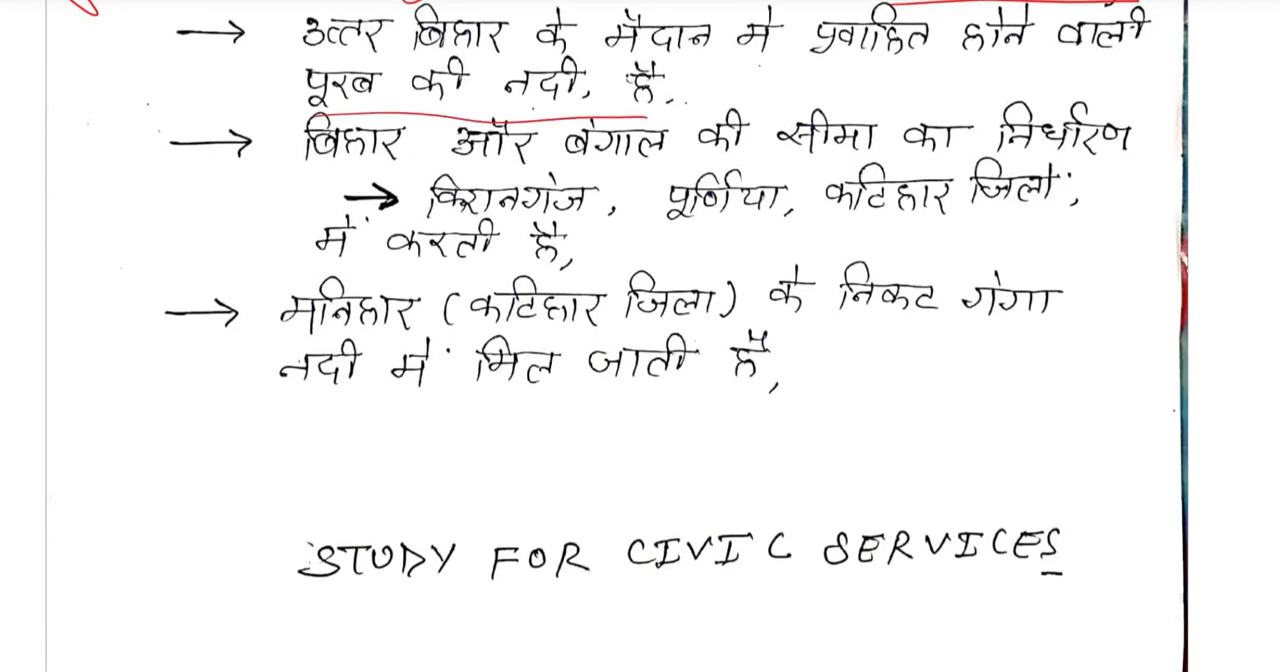 → उत्तर बिहार के मैदान में प्रवाहित होने वाली
पूरब की नदी, है,
→ बिहार और बंगाल की सीमा का निर्धारण
→ किशनगंज, पूर्णिया, कटिहार जिलों,
में करती है,
→ मनिहार (कटिहार जिला) के निकट गंगा
नदी में मिल जाती है,
STUDY FOR CIVIC SERVICES